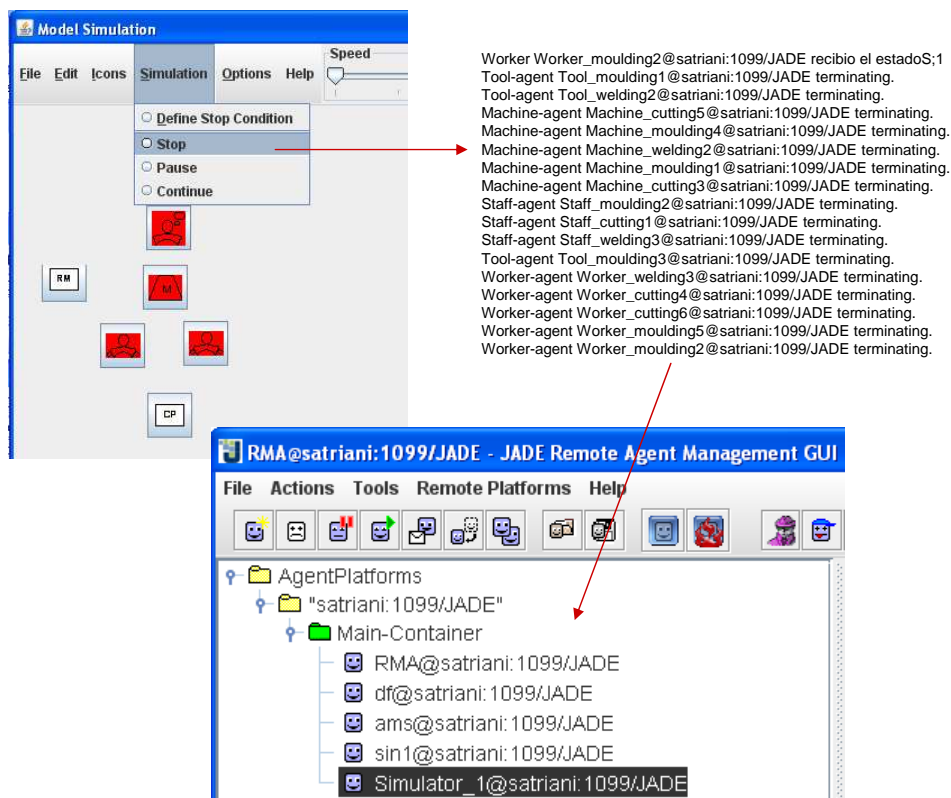 Model Simulation
File Edit Icons Simulation Options Help
Speed
Define Stop Condition
Stop
Pause
Continue
RM
M
CP
Worker Worker_moulding2@satriani:1099/JADE recibio el estadoS;1
Tool-agent Tool_moulding1@satriani:1099/JADE terminating.
Tool-agent Tool_welding2@satriani:1099/JADE terminating.
Machine-agent Machine_cutting5@satriani:1099/JADE terminating.
Machine-agent Machine_moulding4@satriani:1099/JADE terminating.
Machine-agent Machine_welding2@satriani:1099/JADE terminating.
Machine-agent Machine_moulding1@satriani:1099/JADE terminating.
Machine-agent Machine_cutting3@satriani:1099/JADE terminating.
Staff-agent Staff_moulding2@satriani:1099/JADE terminating.
Staff-agent Staff_cutting1@satriani:1099/JADE terminating.
Staff-agent Staff_welding3@satriani:1099/JADE terminating.
Tool-agent Tool_moulding3@satriani:1099/JADE terminating.
Worker-agent Worker_welding3@satriani:1099/JADE terminating.
Worker-agent Worker_cutting4@satriani:1099/JADE terminating.
Worker-agent Worker_cutting6@satriani:1099/JADE terminating.
Worker-agent Worker_moulding5@satriani:1099/JADE terminating.
Worker-agent Worker_moulding2@satriani:1099/JADE terminating.
RMA@satriani:1099/JADE - JADE Remote Agent Management GUI
File Actions Tools Remote Platforms Help
AgentPlatforms
"satriani:1099/JADE"
Main-Container
RMA@satriani:1099/JADE
df@satriani:1099/JADE
ams@satriani:1099/JADE
sin1@satriani:1099/JADE
Simulator_1@satriani:1099/JADE